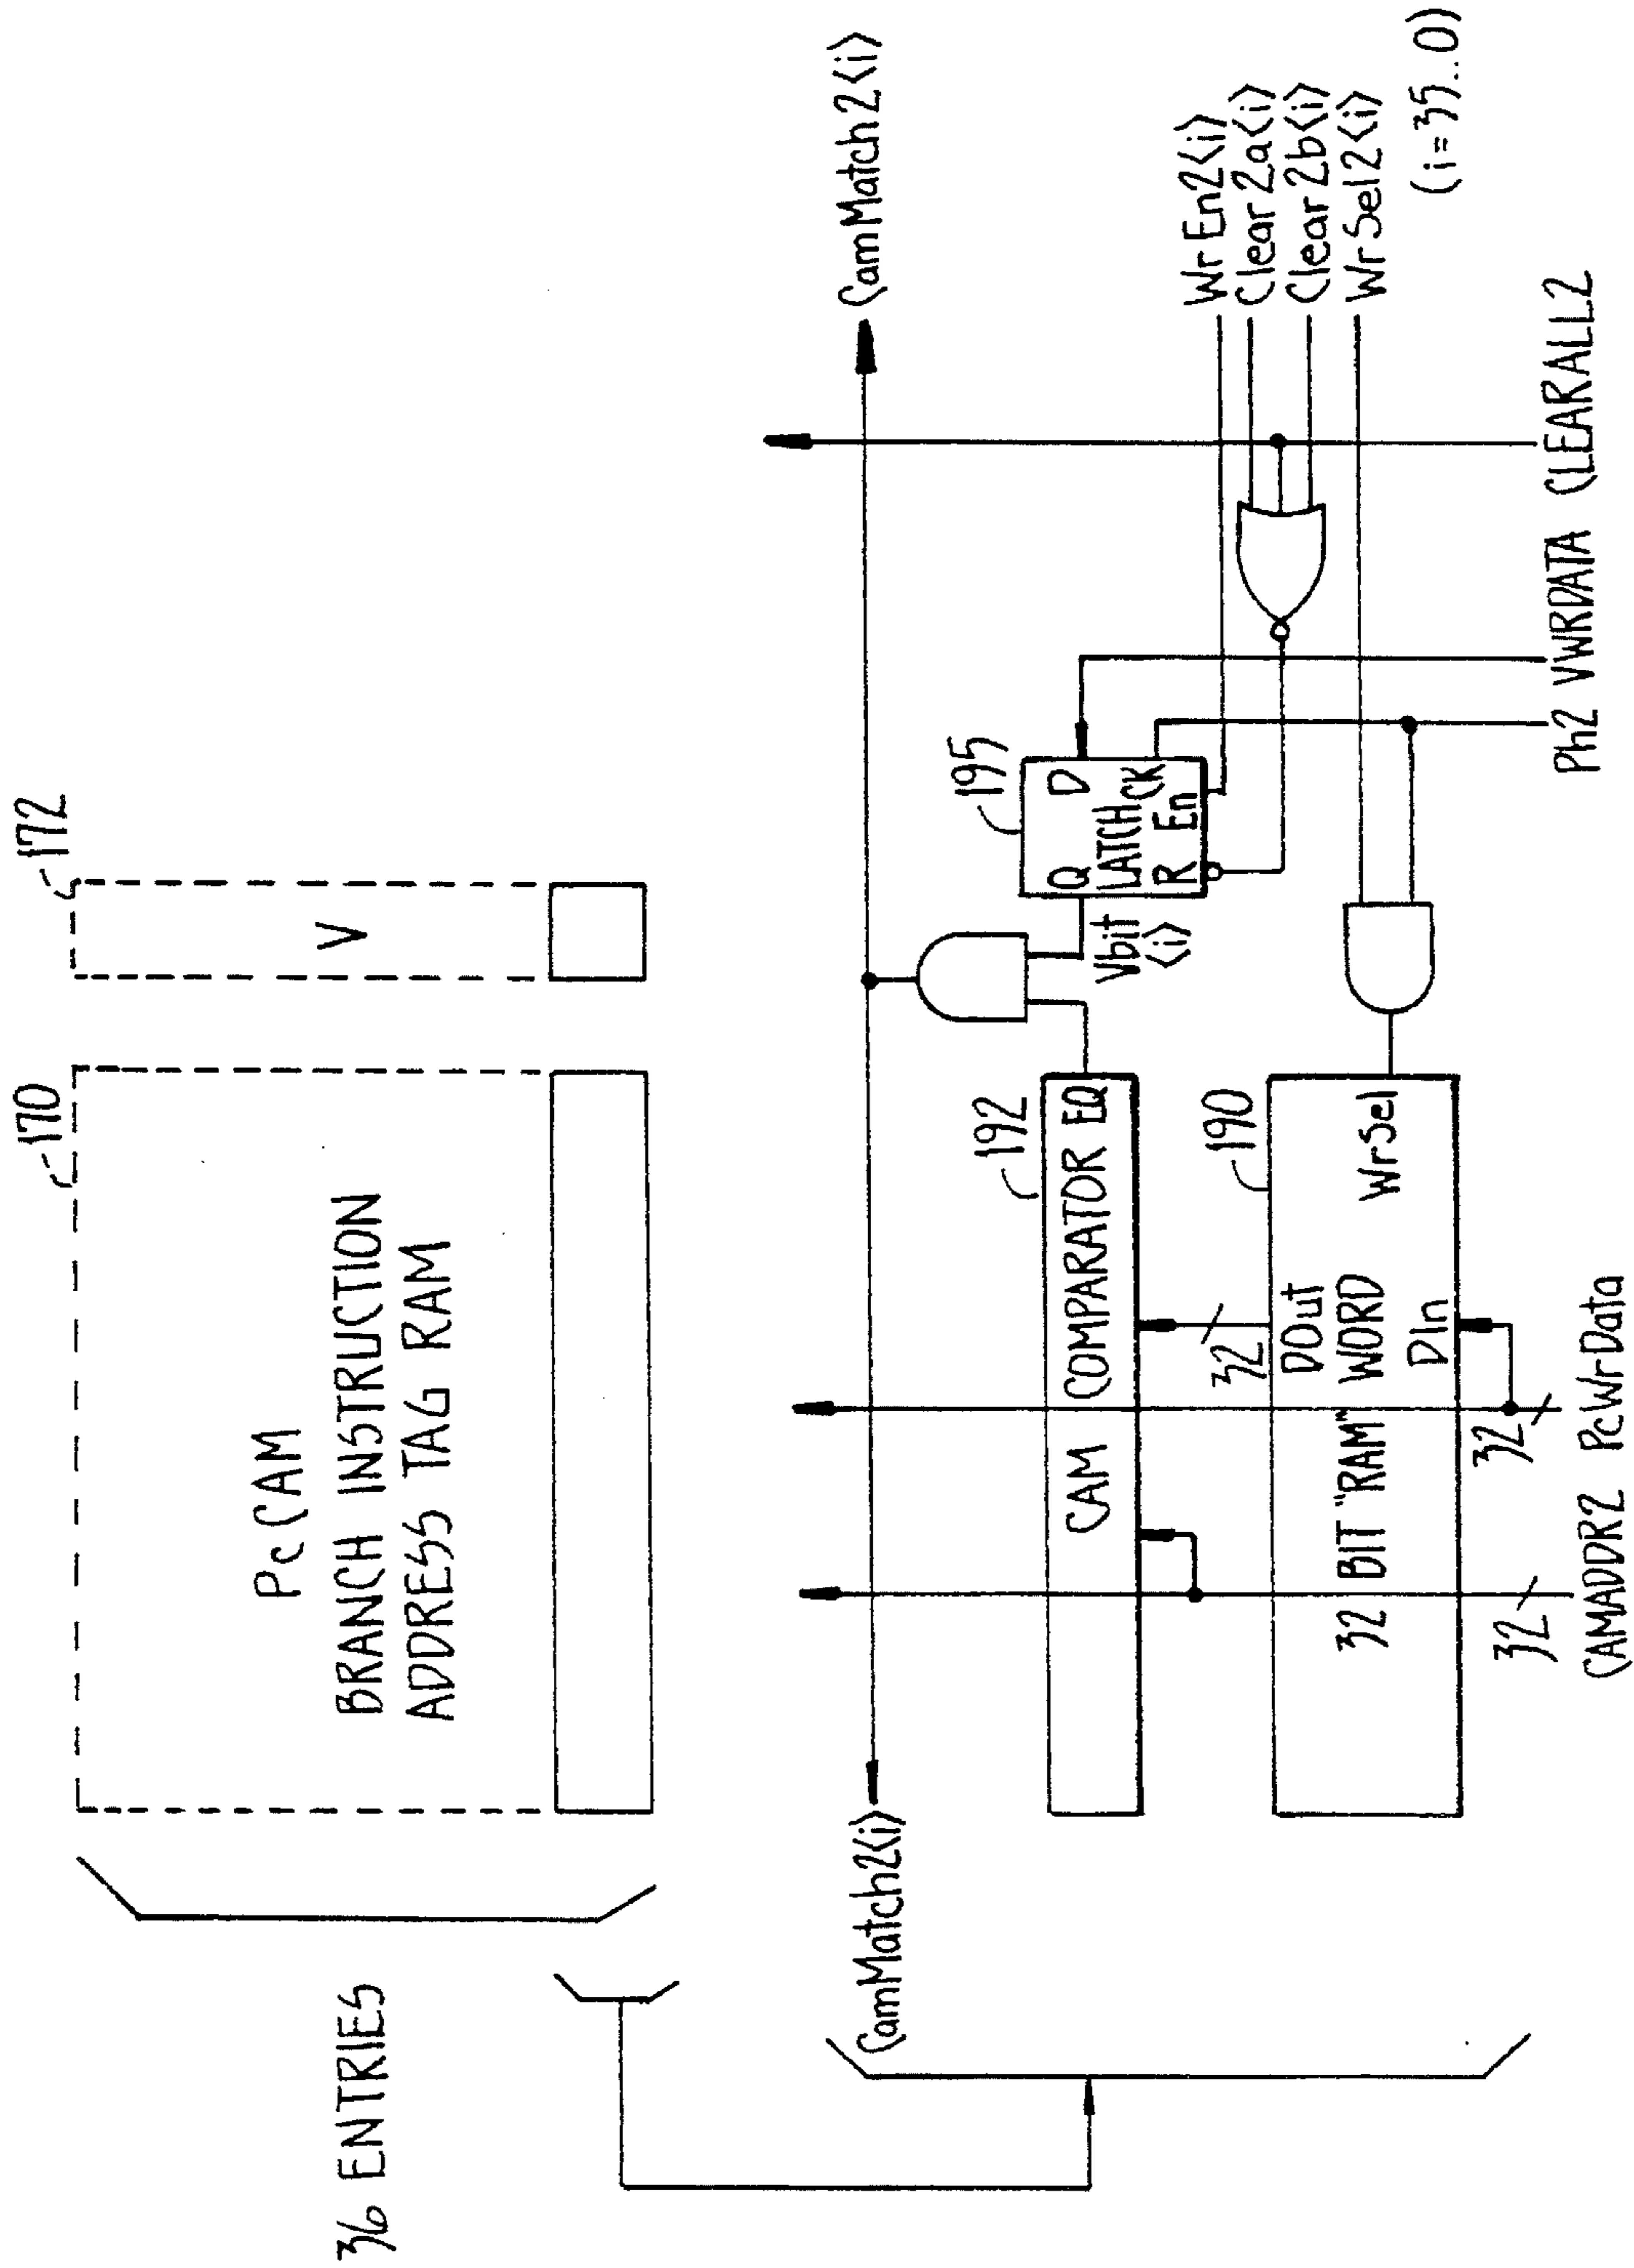 170
172
PcCAM
BRANCH INSTRUCTION
ADDRESS TAG RAM
V
36 ENTRIES
CamMatch2<i>
CamMatch2<i>
192
CAM COMPARATOR EQ
Vbit
<i>
195
Q D
LATCH
CK
R En
WrEn2<i>
Clear2a<i>
Clear2b<i>
WrSel2<i>
(i=35..0)
32
190
DOut
32 BIT "RAM" WORD
WrSel
DIn
32
32
CAMADDR2 PcWrData
Ph2 VWRDATA CLEARALL2